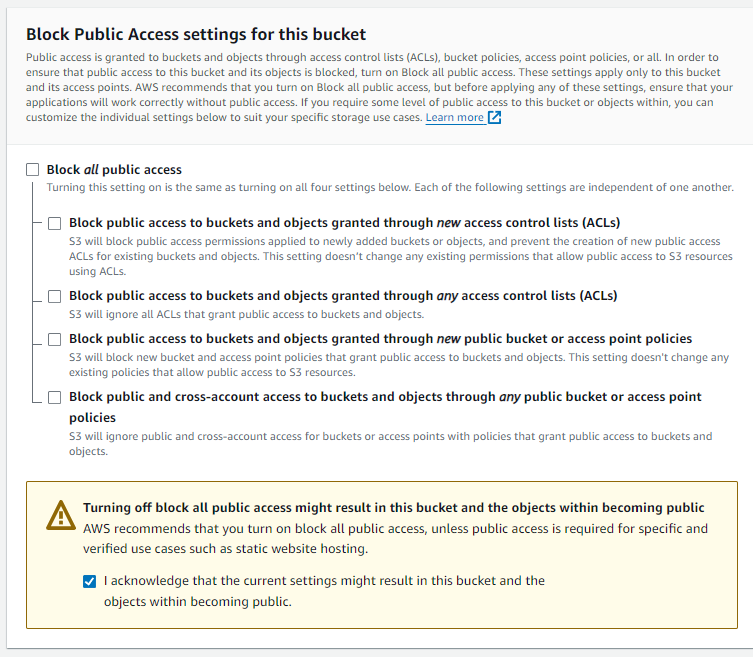 Block Public Access settings for this bucket
Public access is granted to buckets and objects through access control lists (ACLs), bucket policies, access point policies, or all. In order to
ensure that public access to this bucket and its objects is blocked, turn on Block all public access. These settings apply only to this bucket
and its access points. AWS recommends that you turn on Block all public access, but before applying any of these settings, ensure that your
applications will work correctly without public access. If you require some level of public access to this bucket or objects within, you can
customize the individual settings below to suit your specific storage use cases. Learn more
Block all public access
Turning this setting on is the same as turning on all four settings below. Each of the following settings are independent of one another.
Block public access to buckets and objects granted through new access control lists (ACLs)
S3 will block public access permissions applied to newly added buckets or objects, and prevent the creation of new public access
ACLs for existing buckets and objects. This setting doesn't change any existing permissions that allow public access to S3 resources
using ACLs.
Block public access to buckets and objects granted through any access control lists (ACLs)
S3 will ignore all ACLs that grant public access to buckets and objects.
Block public access to buckets and objects granted through new public bucket or access point policies
S3 will block new bucket and access point policies that grant public access to buckets and objects. This setting doesn't change any
existing policies that allow public access to S3 resources.
Block public and cross-account access to buckets and objects through any public bucket or access point
policies
S3 will ignore public and cross-account access for buckets or access points with policies that grant public access to buckets and
objects.
Turning off block all public access might result in this bucket and the objects within becoming public
AWS recommends that you turn on block all public access, unless public access is required for specific and
verified use cases such as static website hosting.
I acknowledge that the current settings might result in this bucket and the
objects within becoming public.